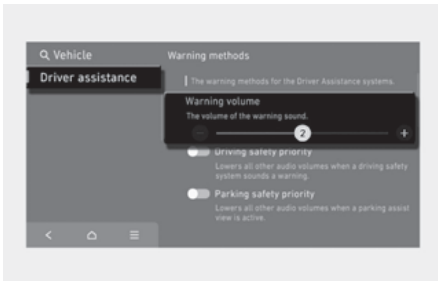 Vehicle
Warning methods
Driver assistance
The warning methods for the Driver Assistance systems.
Warning volume
The volume of the warning sound.
2
Driving safety priority
Lowers all other audio volumes when a driving safety
system sounds a warning.
Parking safety priority
Lowers all other audio volumes when a parking assist
view is active.